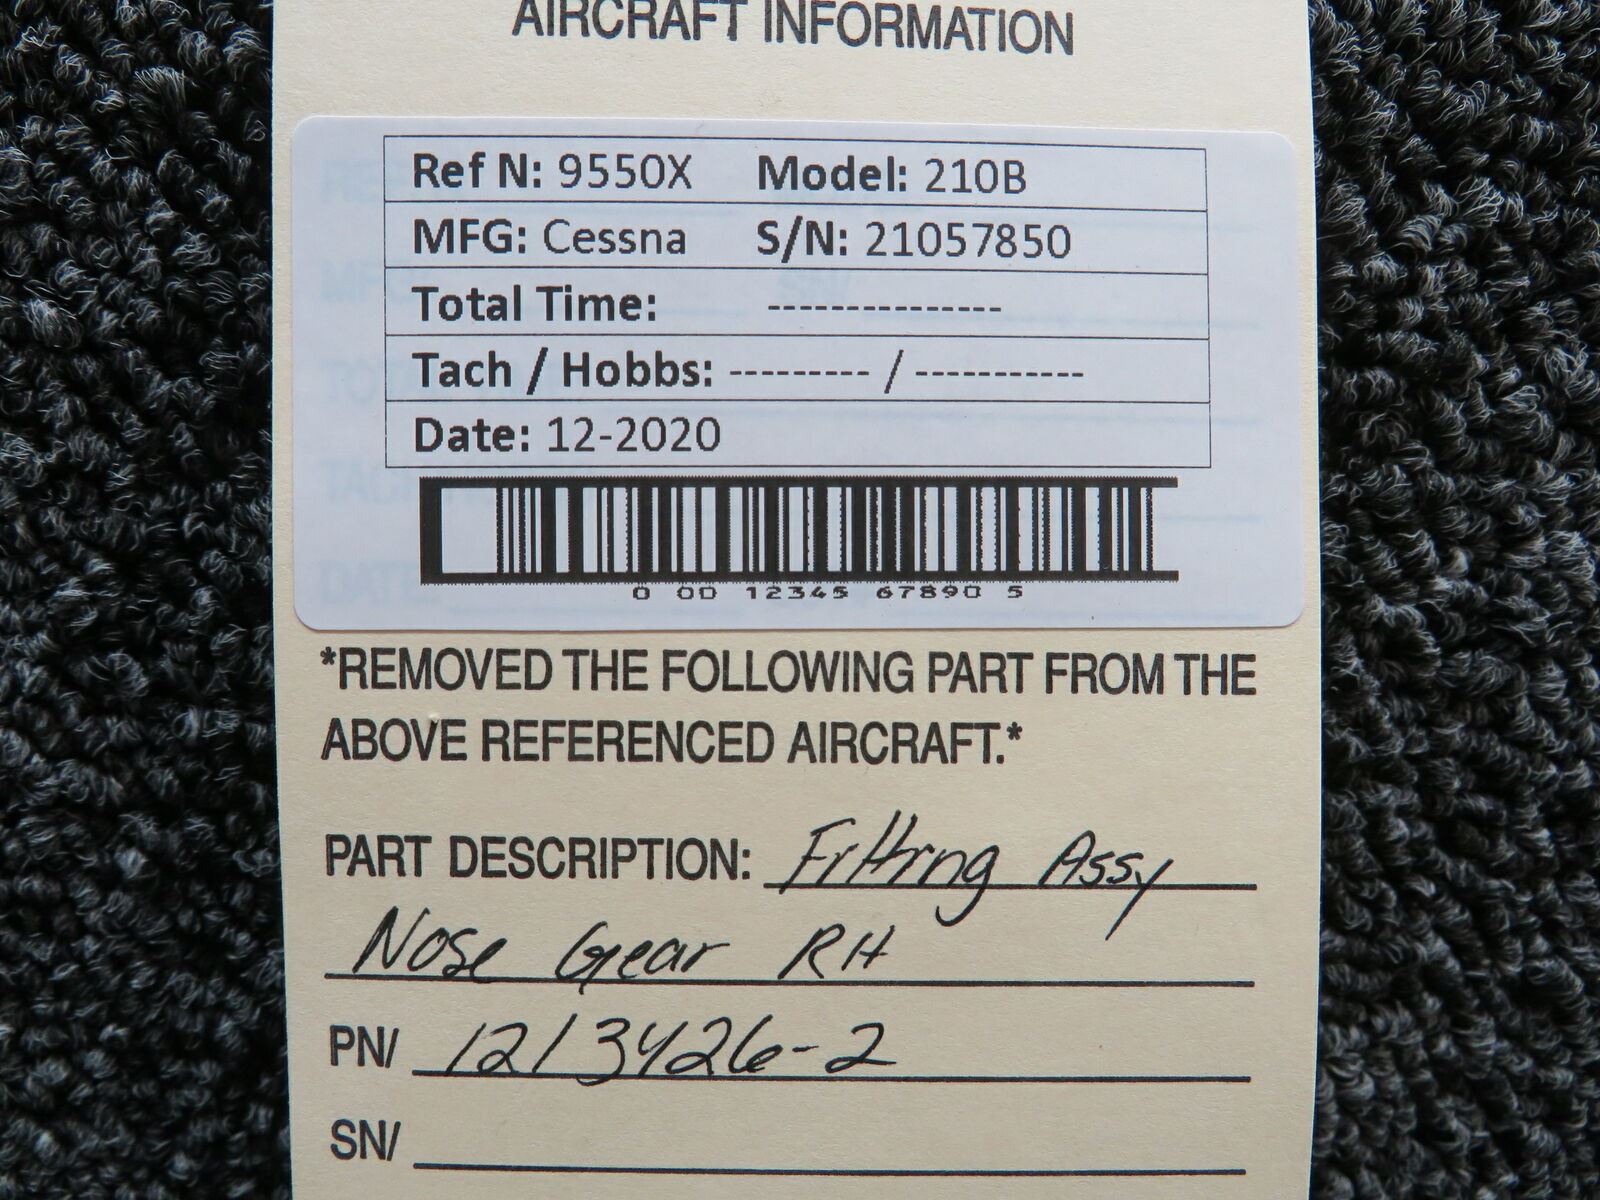 AIRCRAFT INFORMATION
Ref N: 9550X Model: 210B
MFG: Cessna S/N: 21057850
Total Time: ---------------
Tach / Hobbs: --------- / -----------
Date: 12-2020
0 00 12345 67890 5
*REMOVED THE FOLLOWING PART FROM THE
ABOVE REFERENCED AIRCRAFT.*
PART DESCRIPTION: Fitting Assy
Nose Gear RH
PN/ 1213426-2
SN/